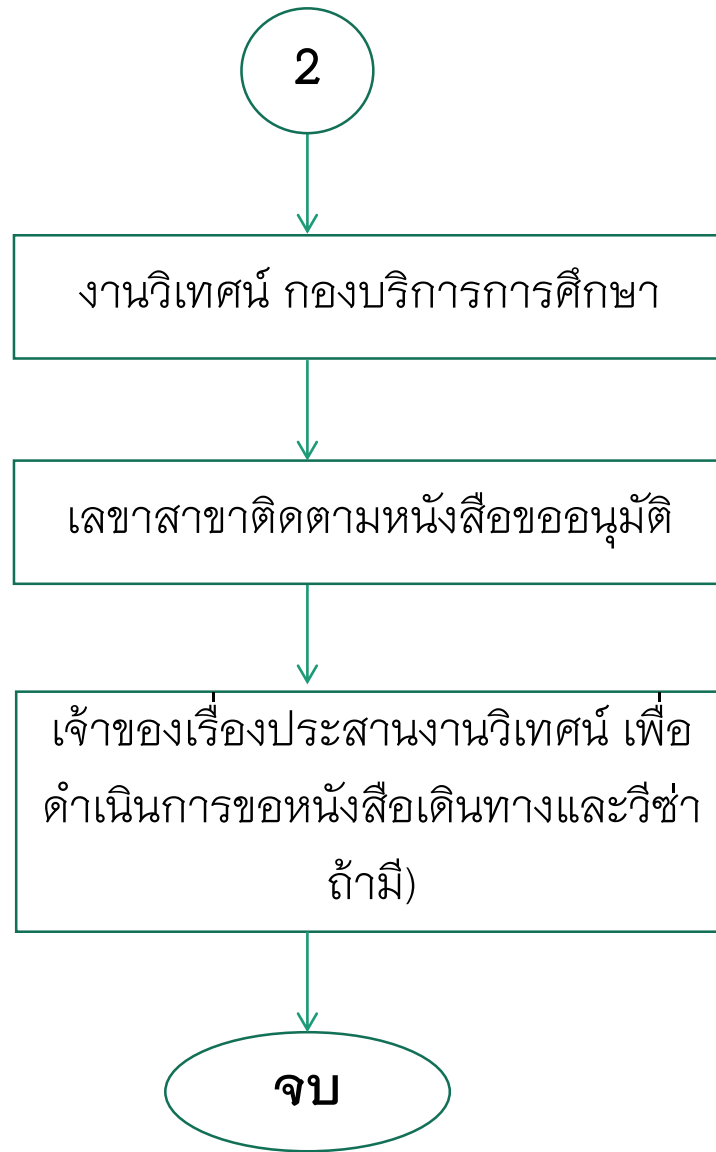 2
งานวิเทศน์ กองบริการการศึกษา
เลขาสาขาติดตามหนังสือขออนุมัติ
เจ้าของเรื่องประสานงานวิเทศน์ เพื่อ
ดำเนินการขอหนังสือเดินทางและวีซ่า
ถ้ามี)
จบ